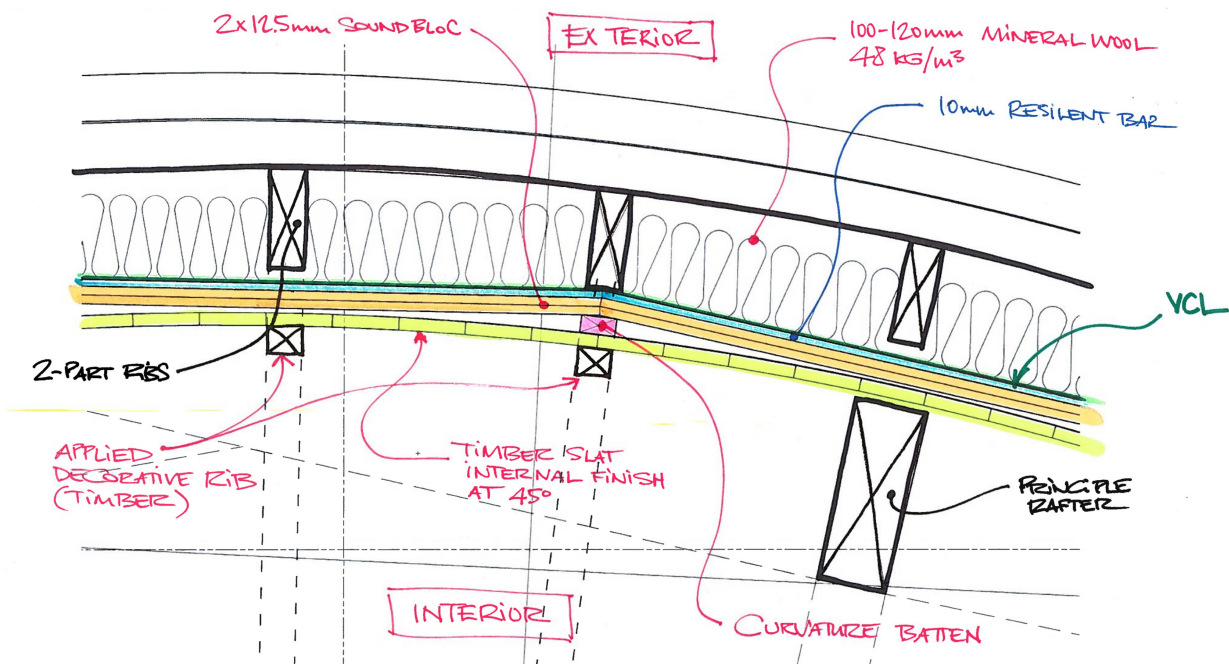 2x12.5mm SOUNDBLOC
EXTERIOR
100-120mm MINERAL WOOL
48 KG/m³
10mm RESILENT BAR
VCL
2-PART RIBS
APPLIED
DECORATIVE RIB
(TIMBER)
TIMBER SLAT
INTERNAL FINISH
AT 45°
PRINCIPLE
RAFTER
INTERIOR
CURVATURE BATTEN